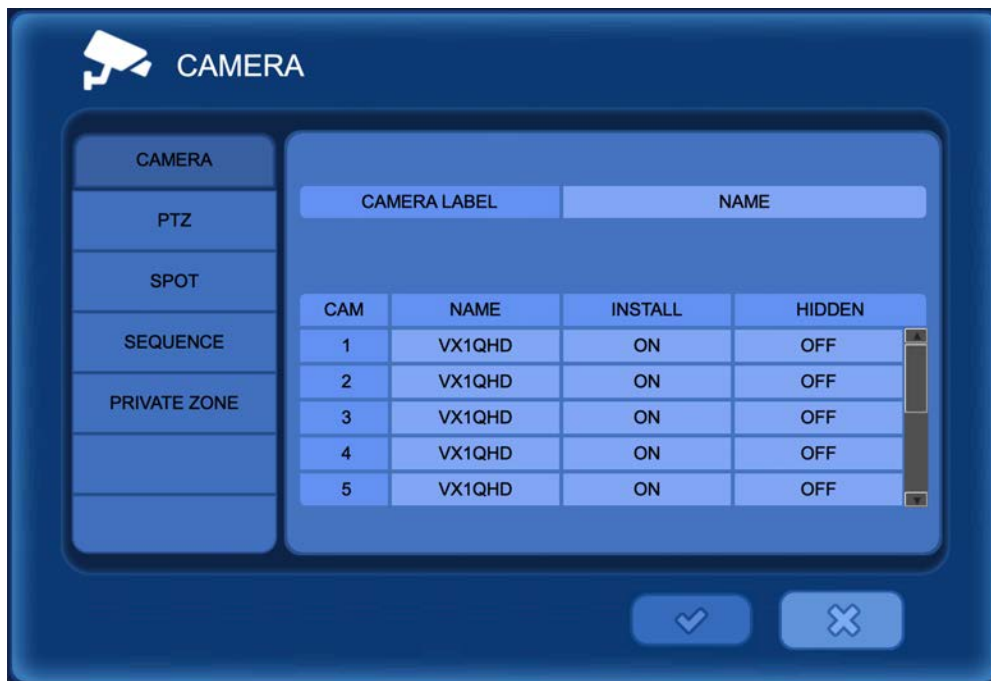 CAMERA
CAMERA
PTZ
SPOT
SEQUENCE
PRIVATE ZONE
CAMERA LABEL NAME
CAM NAME INSTALL HIDDEN
1 VX1QHD ON OFF
2 VX1QHD ON OFF
3 VX1QHD ON OFF
4 VX1QHD ON OFF
5 VX1QHD ON OFF